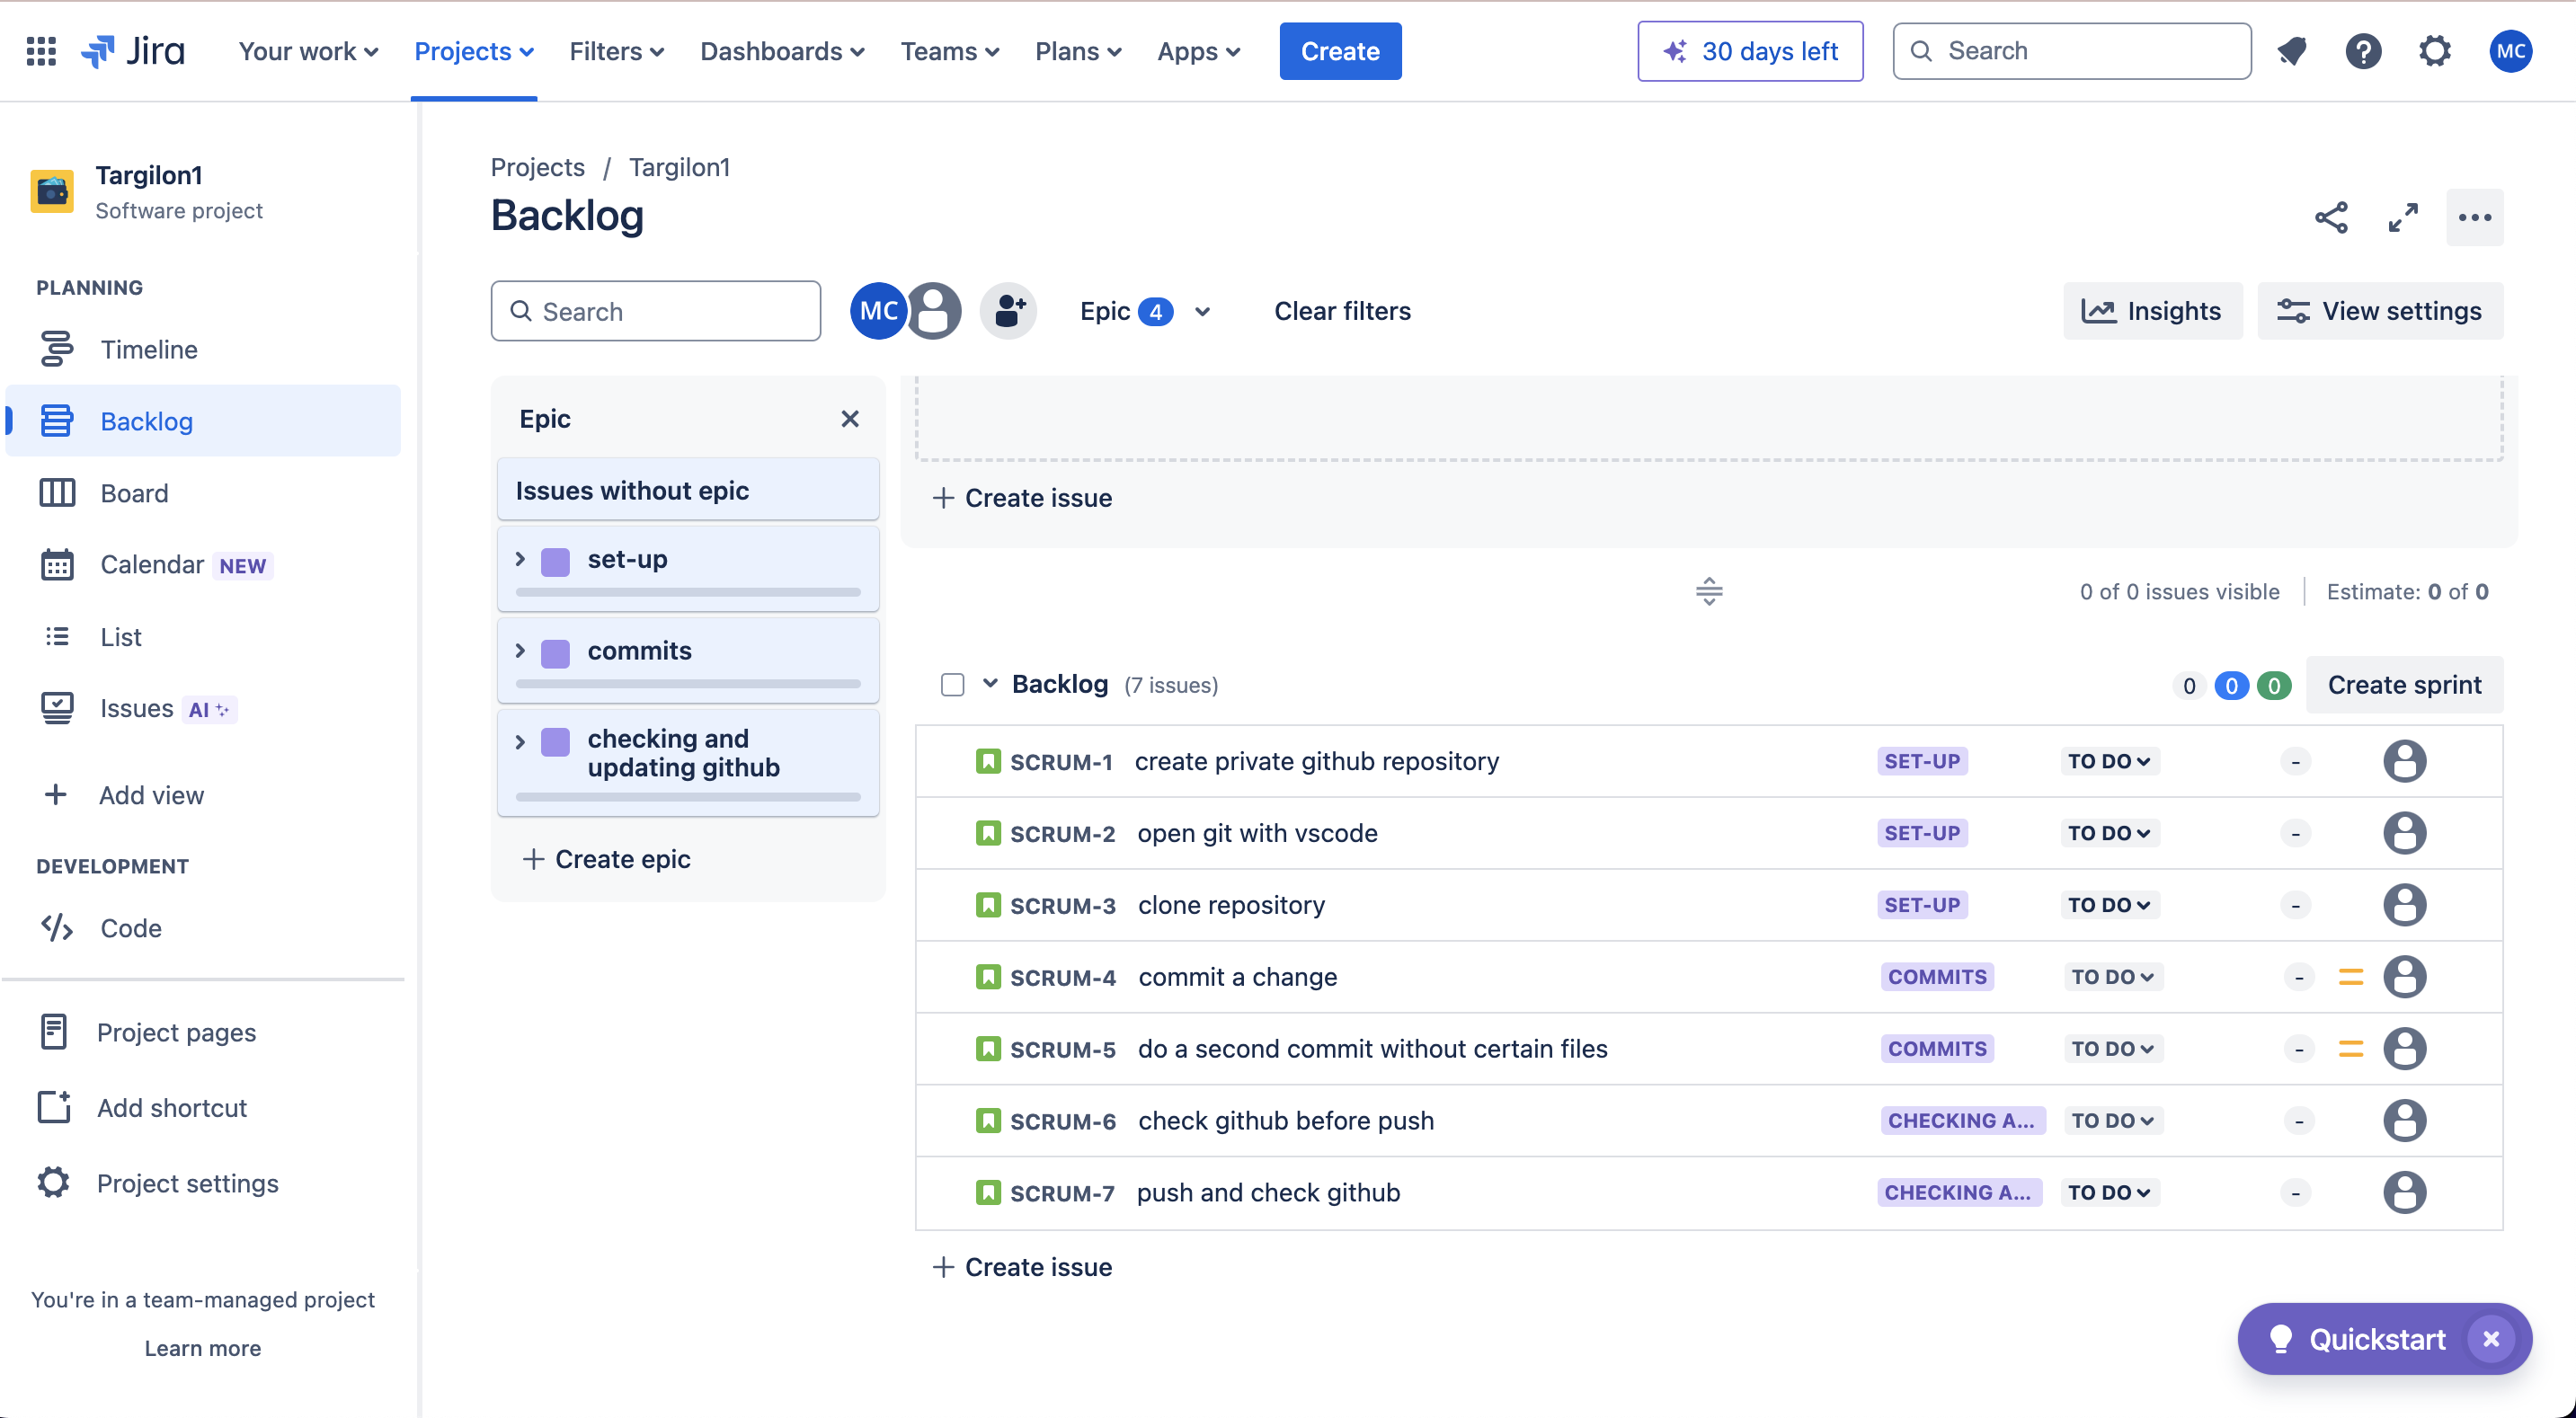 Jira Your work Projects Filters Dashboards Teams Plans Apps Create 30 days left Search MC
Targilon1
Software project
PLANNING
Timeline
Backlog
Board
Calendar NEW
List
Issues AI
Add view
DEVELOPMENT
Code
Project pages
Add shortcut
Project settings
You're in a team-managed project
Learn more
Projects / Targilon1
Backlog
Search MC Epic 4 Clear filters Insights View settings
Epic
Issues without epic
set-up
commits
checking and
updating github
+ Create epic
+ Create issue
0 of 0 issues visible Estimate: 0 of 0
Backlog (7 issues) 0 0 0 Create sprint
SCRUM-1 create private github repository SET-UP TO DO -
SCRUM-2 open git with vscode SET-UP TO DO -
SCRUM-3 clone repository SET-UP TO DO -
SCRUM-4 commit a change COMMITS TO DO -
SCRUM-5 do a second commit without certain files COMMITS TO DO -
SCRUM-6 check github before push CHECKING A... TO DO -
SCRUM-7 push and check github CHECKING A... TO DO -
+ Create issue
Quickstart